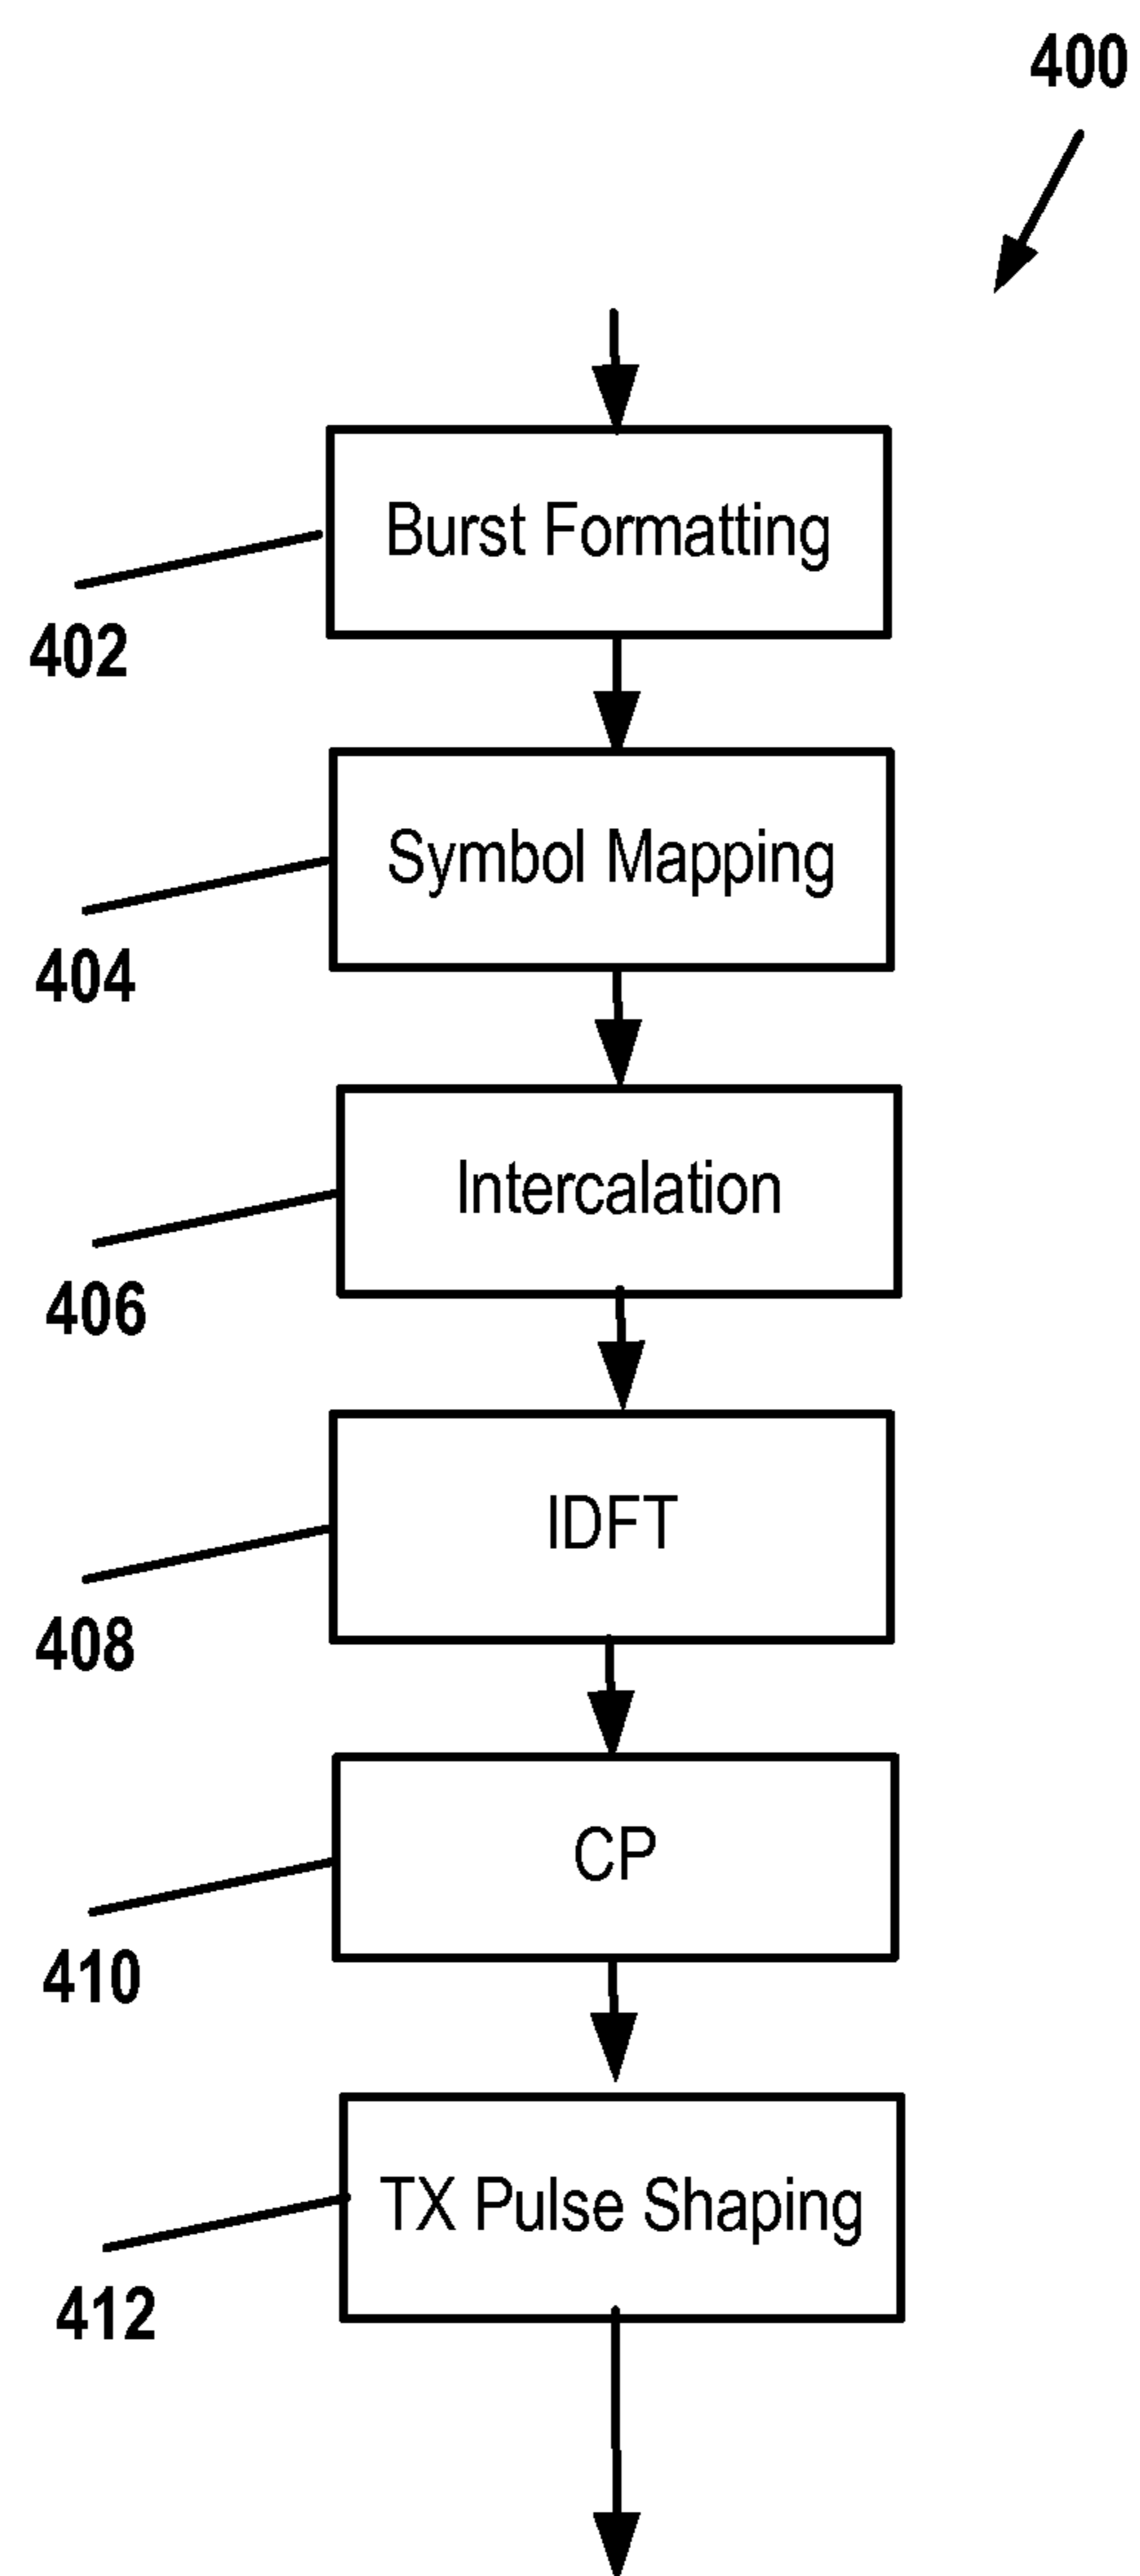 400
Burst Formatting
402
Symbol Mapping
404
Intercalation
406
IDFT
408
CP
410
TX Pulse Shaping
412